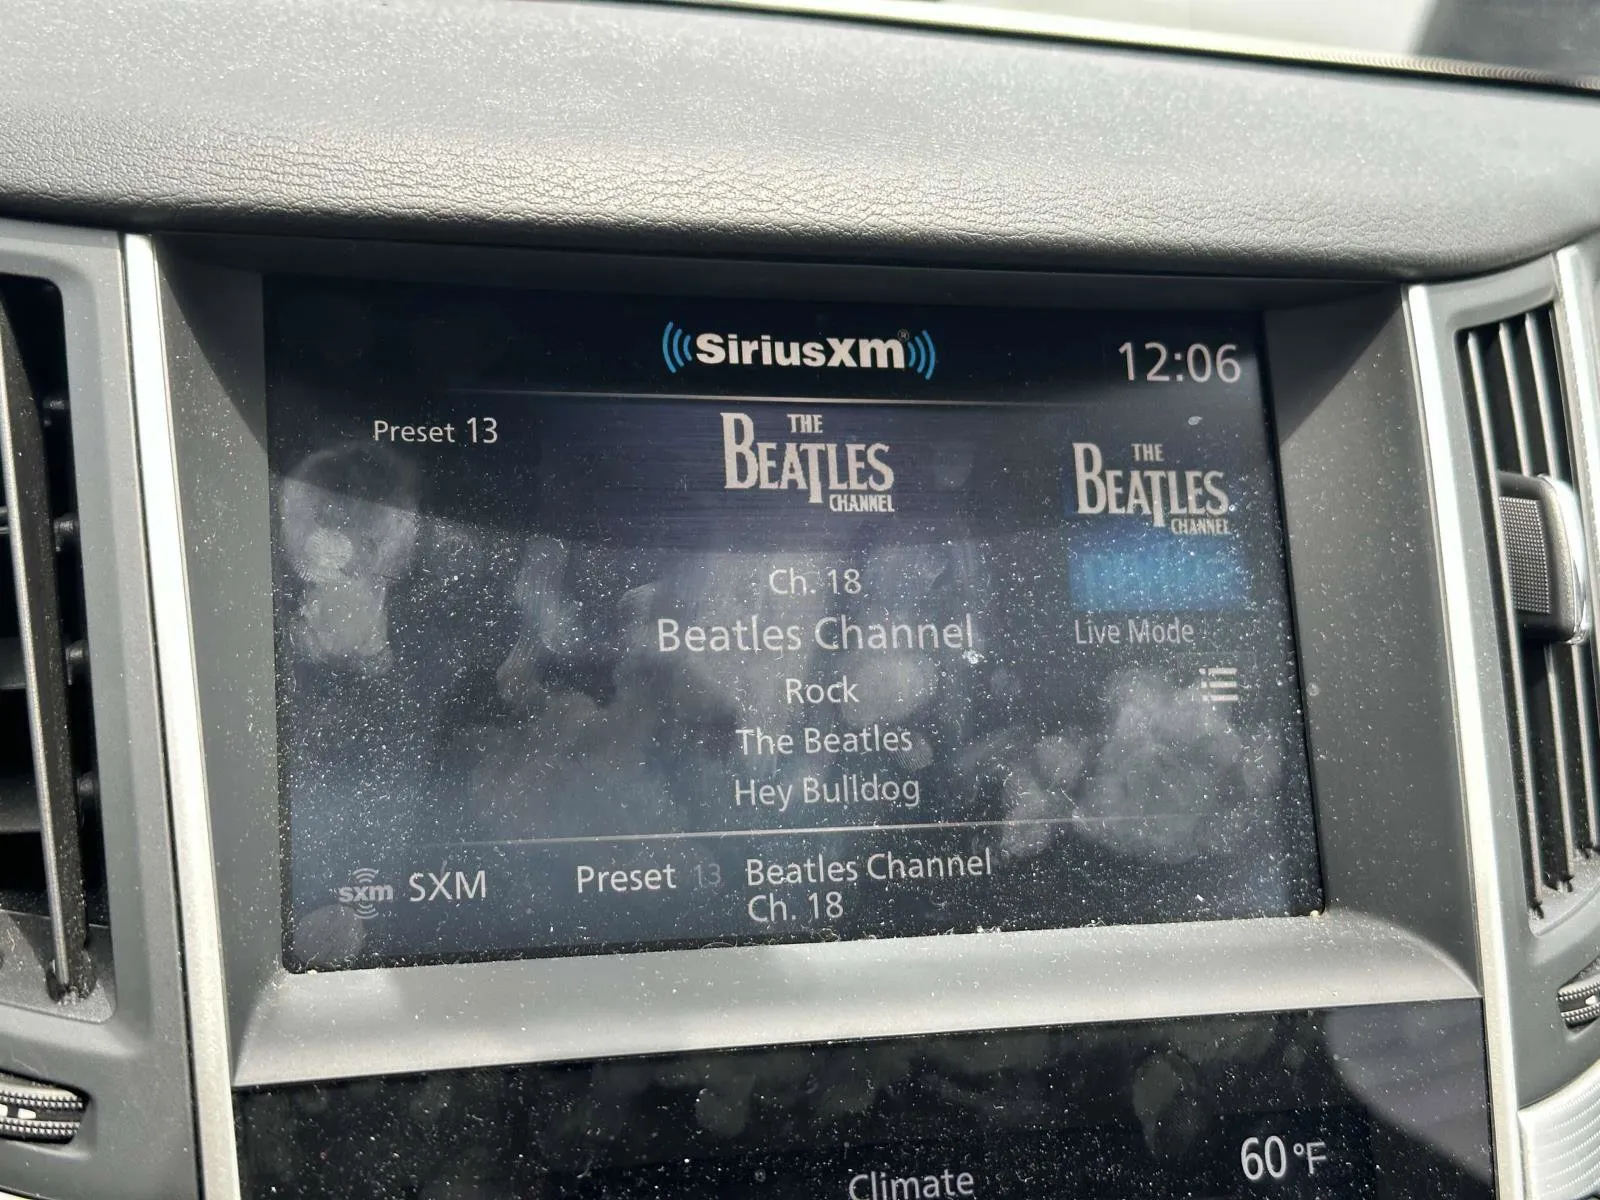 SiriusXM®
12:06
Preset 13
THE
BEATLES
CHANNEL
THE
BEATLES
CHANNEL
Ch. 18
Beatles Channel
Live Mode
Rock
The Beatles
Hey Bulldog
sxm SXM
Preset 13
Beatles Channel
Ch. 18
60°F
Climate